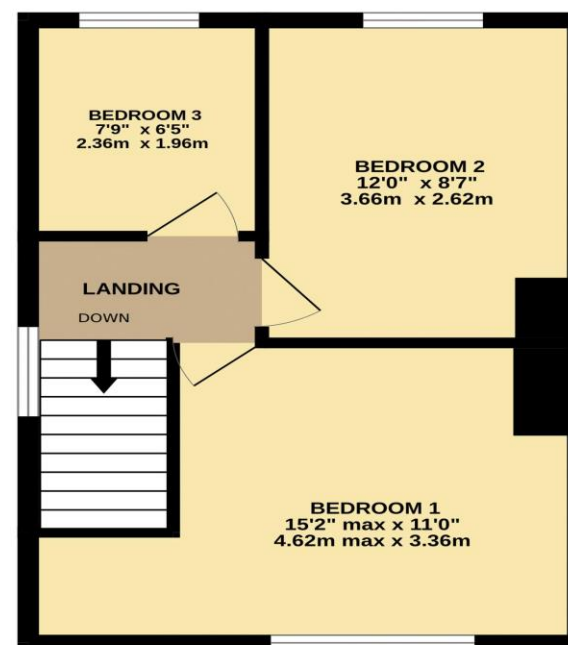 BEDROOM 3
7'9" x 6'5"
2.36m x 1.96m
BEDROOM 2
12'0" x 8'7"
3.66m x 2.62m
LANDING
DOWN
BEDROOM 1
15'2" max x 11'0"
4.62m max x 3.36m